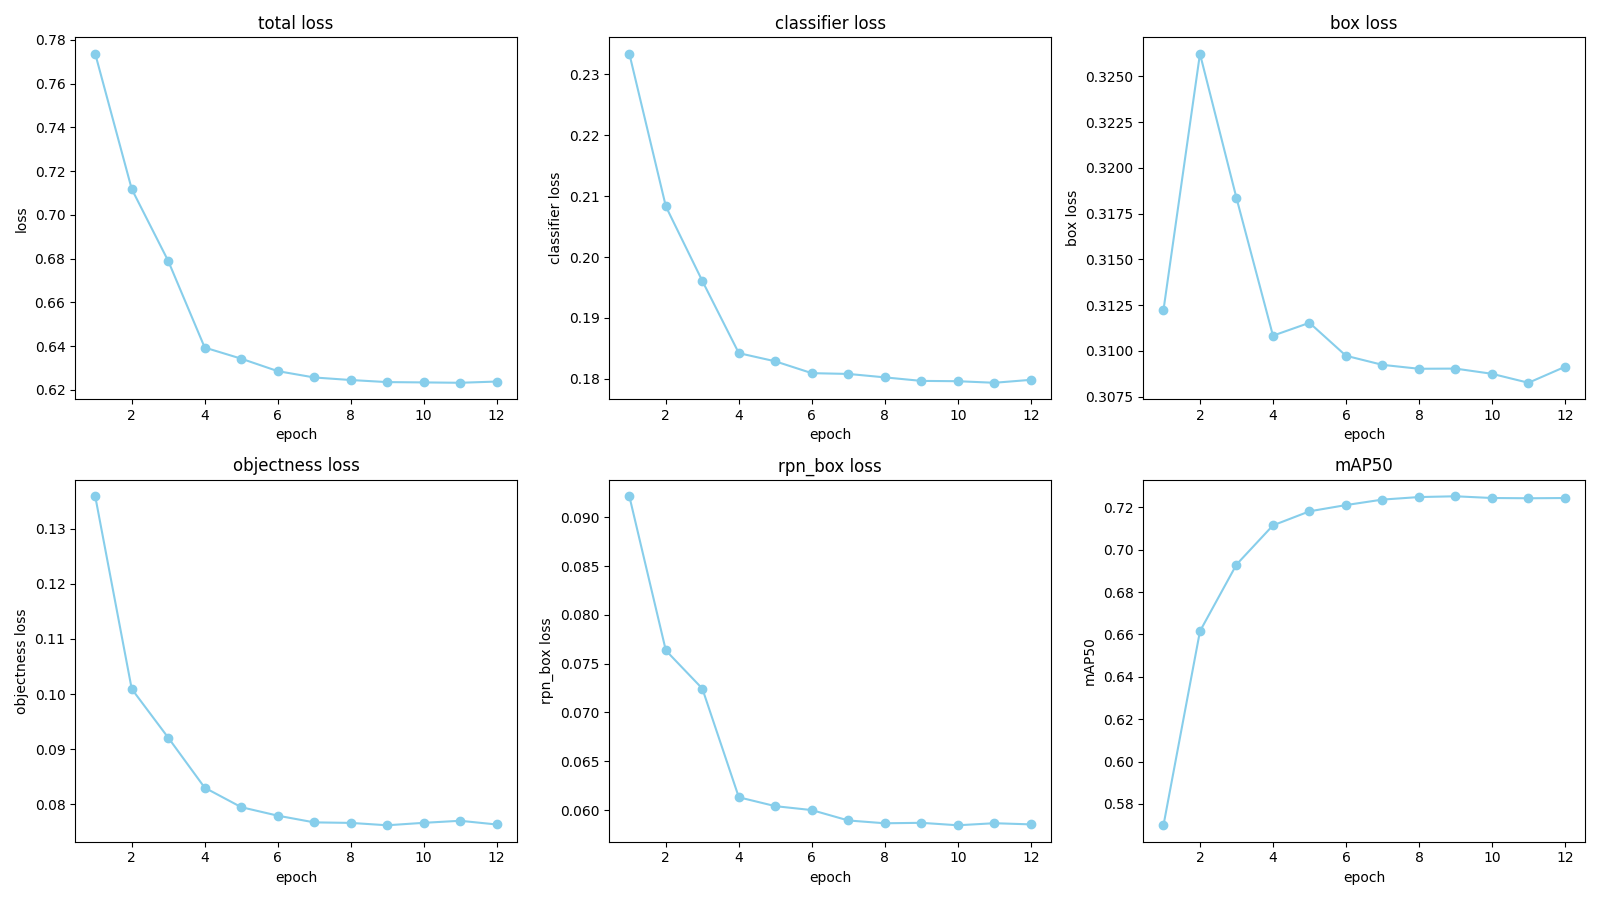 total loss
0.78
0.76
0.74
0.72
0.70
0.68
0.66
0.64
0.62
loss
2 4 6 8 10 12
epoch
classifier loss
0.23
0.22
0.21
0.20
0.19
0.18
classifier loss
2 4 6 8 10 12
epoch
box loss
0.3250
0.3225
0.3200
0.3175
0.3150
0.3125
0.3100
0.3075
box loss
2 4 6 8 10 12
epoch
objectness loss
0.13
0.12
0.11
0.10
0.09
0.08
objectness loss
2 4 6 8 10 12
epoch
rpn_box loss
0.090
0.085
0.080
0.075
0.070
0.065
0.060
rpn_box loss
2 4 6 8 10 12
epoch
mAP50
0.72
0.70
0.68
0.66
0.64
0.62
0.60
0.58
mAP50
2 4 6 8 10 12
epoch